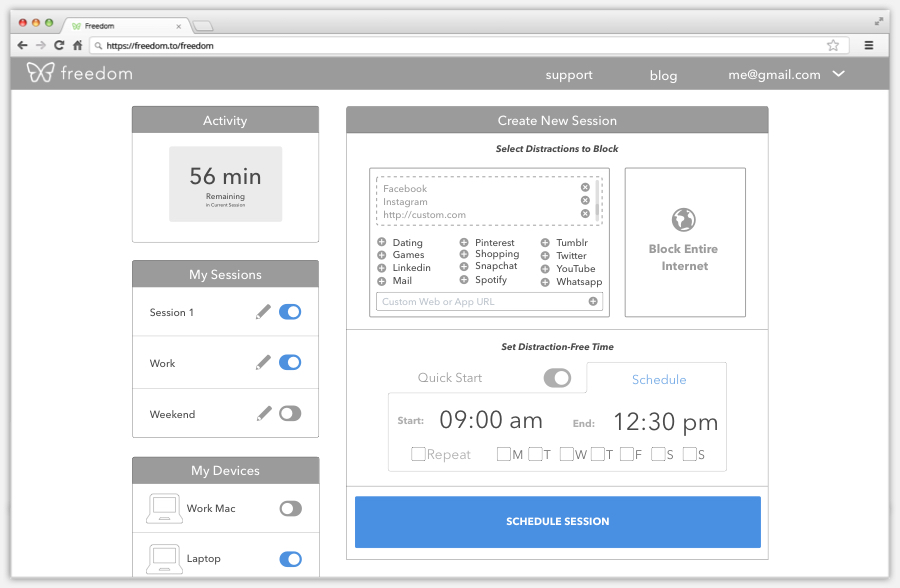 Freedom
https://freedom.to/freedom
freedom
support
blog
me@gmail.com
Activity
56 min
Remaining
in Current Session
My Sessions
Session 1
Work
Weekend
My Devices
Work Mac
Laptop
Create New Session
Select Distractions to Block
Facebook
Instagram
http://custom.com
Dating
Games
Linkedin
Mail
Pinterest
Shopping
Snapchat
Spotify
Tumblr
Twitter
YouTube
Whatsapp
Custom Web or App URL
Block Entire
Internet
Set Distraction-Free Time
Quick Start
Schedule
Start: 09:00 am End: 12:30 pm
Repeat M T W T F S S
SCHEDULE SESSION